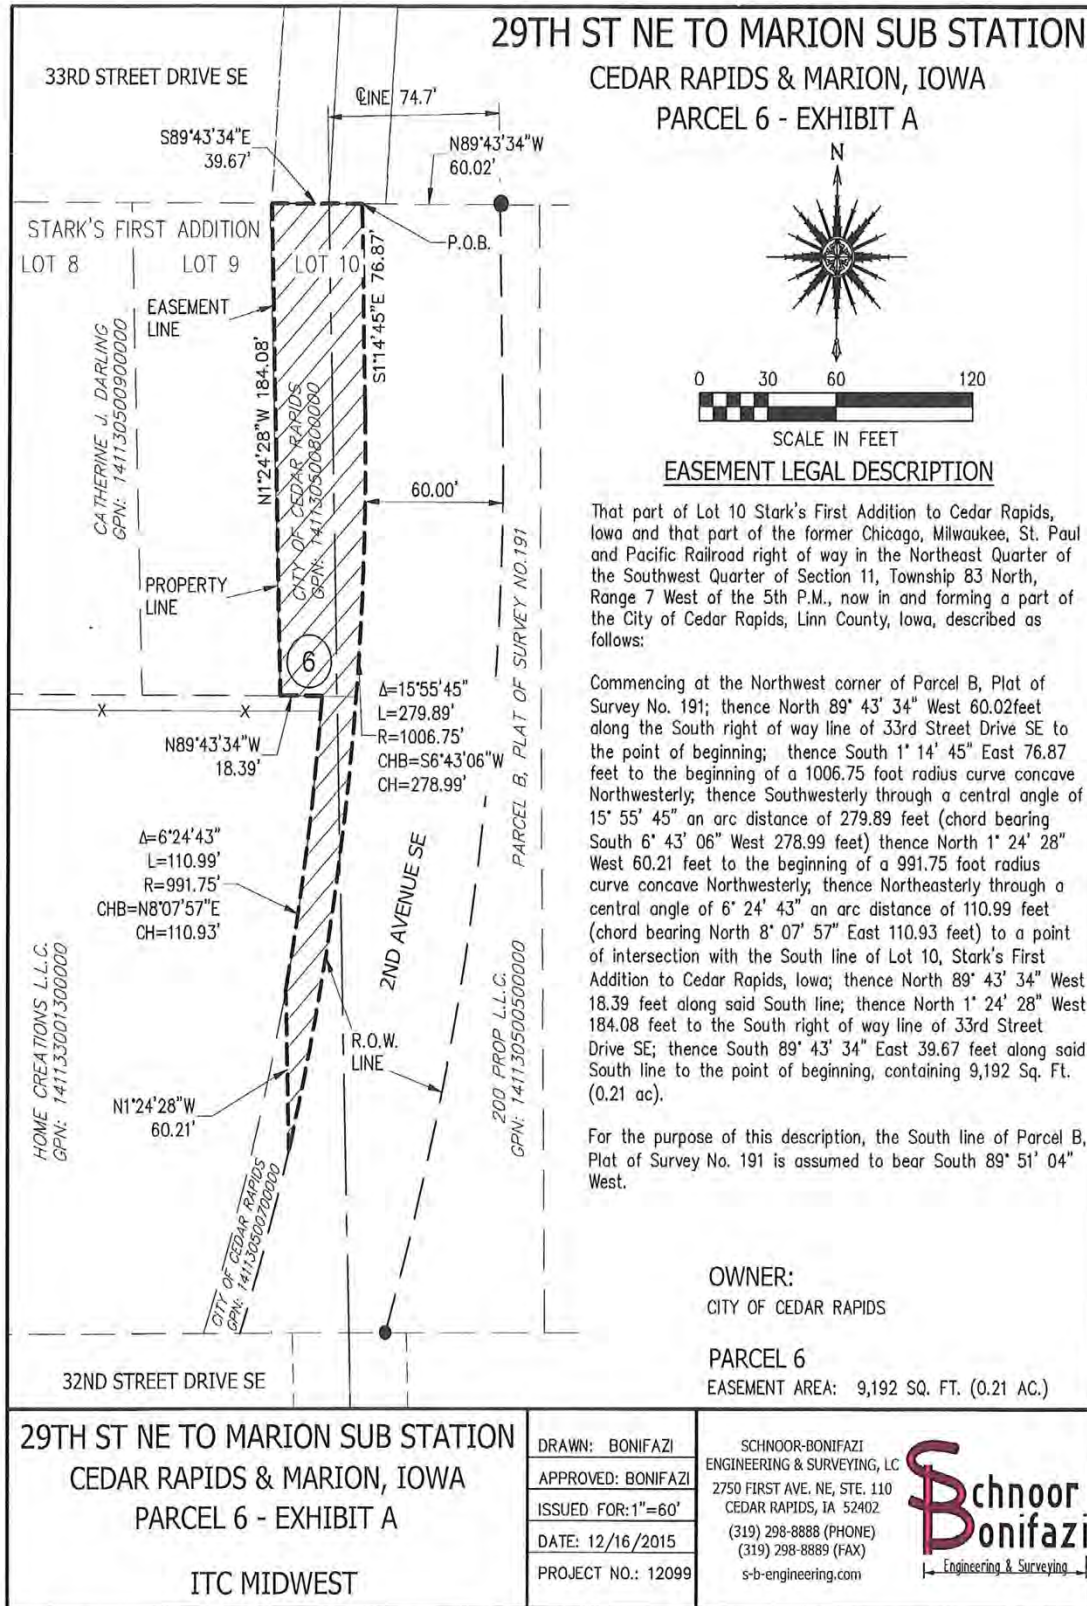 29TH ST NE TO MARION SUB STATION
CEDAR RAPIDS & MARION, IOWA
PARCEL 6 - EXHIBIT A
33RD STREET DRIVE SE
℄LINE 74.7'
S89°43'34"E
39.67'
N89°43'34"W
60.02'
P.O.B.
STARK'S FIRST ADDITION
LOT 8
LOT 9
LOT 10
EASEMENT
LINE
CATHERINE J. DARLING
GPN: 141130500900000
N1°24'28"W 184.08'
CITY OF CEDAR RAPIDS
GPN: 141130500800000
S1°14'45"E 76.87'
60.00'
PROPERTY
LINE
6
PARCEL B, PLAT OF SURVEY NO.191
X
X
N89°43'34"W
18.39'
Δ=15°55'45"
L=279.89'
R=1006.75'
CHB=S6°43'06"W
CH=278.99'
Δ=6°24'43"
L=110.99'
R=991.75'
CHB=N8°07'57"E
CH=110.93'
2ND AVENUE SE
HOME CREATIONS L.L.C.
GPN: 141133001300000
200 PROP L.L.C.
GPN: 141130500500000
R.O.W.
LINE
N1°24'28"W
60.21'
CITY OF CEDAR RAPIDS
GPN: 141130500700000
32ND STREET DRIVE SE
N
0 30 60 120
SCALE IN FEET
EASEMENT LEGAL DESCRIPTION
That part of Lot 10 Stark's First Addition to Cedar Rapids,
Iowa and that part of the former Chicago, Milwaukee, St. Paul
and Pacific Railroad right of way in the Northeast Quarter of
the Southwest Quarter of Section 11, Township 83 North,
Range 7 West of the 5th P.M., now in and forming a part of
the City of Cedar Rapids, Linn County, Iowa, described as
follows:
Commencing at the Northwest corner of Parcel B, Plat of
Survey No. 191; thence North 89° 43' 34" West 60.02feet
along the South right of way line of 33rd Street Drive SE to
the point of beginning; thence South 1° 14' 45" East 76.87
feet to the beginning of a 1006.75 foot radius curve concave
Northwesterly; thence Southwesterly through a central angle of
15° 55' 45" an arc distance of 279.89 feet (chord bearing
South 6° 43' 06" West 278.99 feet) thence North 1° 24' 28"
West 60.21 feet to the beginning of a 991.75 foot radius
curve concave Northwesterly; thence Northeasterly through a
central angle of 6° 24' 43" an arc distance of 110.99 feet
(chord bearing North 8° 07' 57" East 110.93 feet) to a point
of intersection with the South line of Lot 10, Stark's First
Addition to Cedar Rapids, Iowa; thence North 89° 43' 34" West
18.39 feet along said South line; thence North 1° 24' 28" West
184.08 feet to the South right of way line of 33rd Street
Drive SE; thence South 89° 43' 34" East 39.67 feet along said
South line to the point of beginning, containing 9,192 Sq. Ft.
(0.21 ac).
For the purpose of this description, the South line of Parcel B,
Plat of Survey No. 191 is assumed to bear South 89° 51' 04"
West.
OWNER:
CITY OF CEDAR RAPIDS
PARCEL 6
EASEMENT AREA: 9,192 SQ. FT. (0.21 AC.)
29TH ST NE TO MARION SUB STATION
CEDAR RAPIDS & MARION, IOWA
PARCEL 6 - EXHIBIT A
ITC MIDWEST
DRAWN: BONIFAZI
APPROVED: BONIFAZI
ISSUED FOR:1"=60'
DATE: 12/16/2015
PROJECT NO.: 12099
SCHNOOR-BONIFAZI
ENGINEERING & SURVEYING, LC
2750 FIRST AVE. NE, STE. 110
CEDAR RAPIDS, IA 52402
(319) 298-8888 (PHONE)
(319) 298-8889 (FAX)
s-b-engineering.com
Schnoor
Bonifazi
Engineering & Surveying